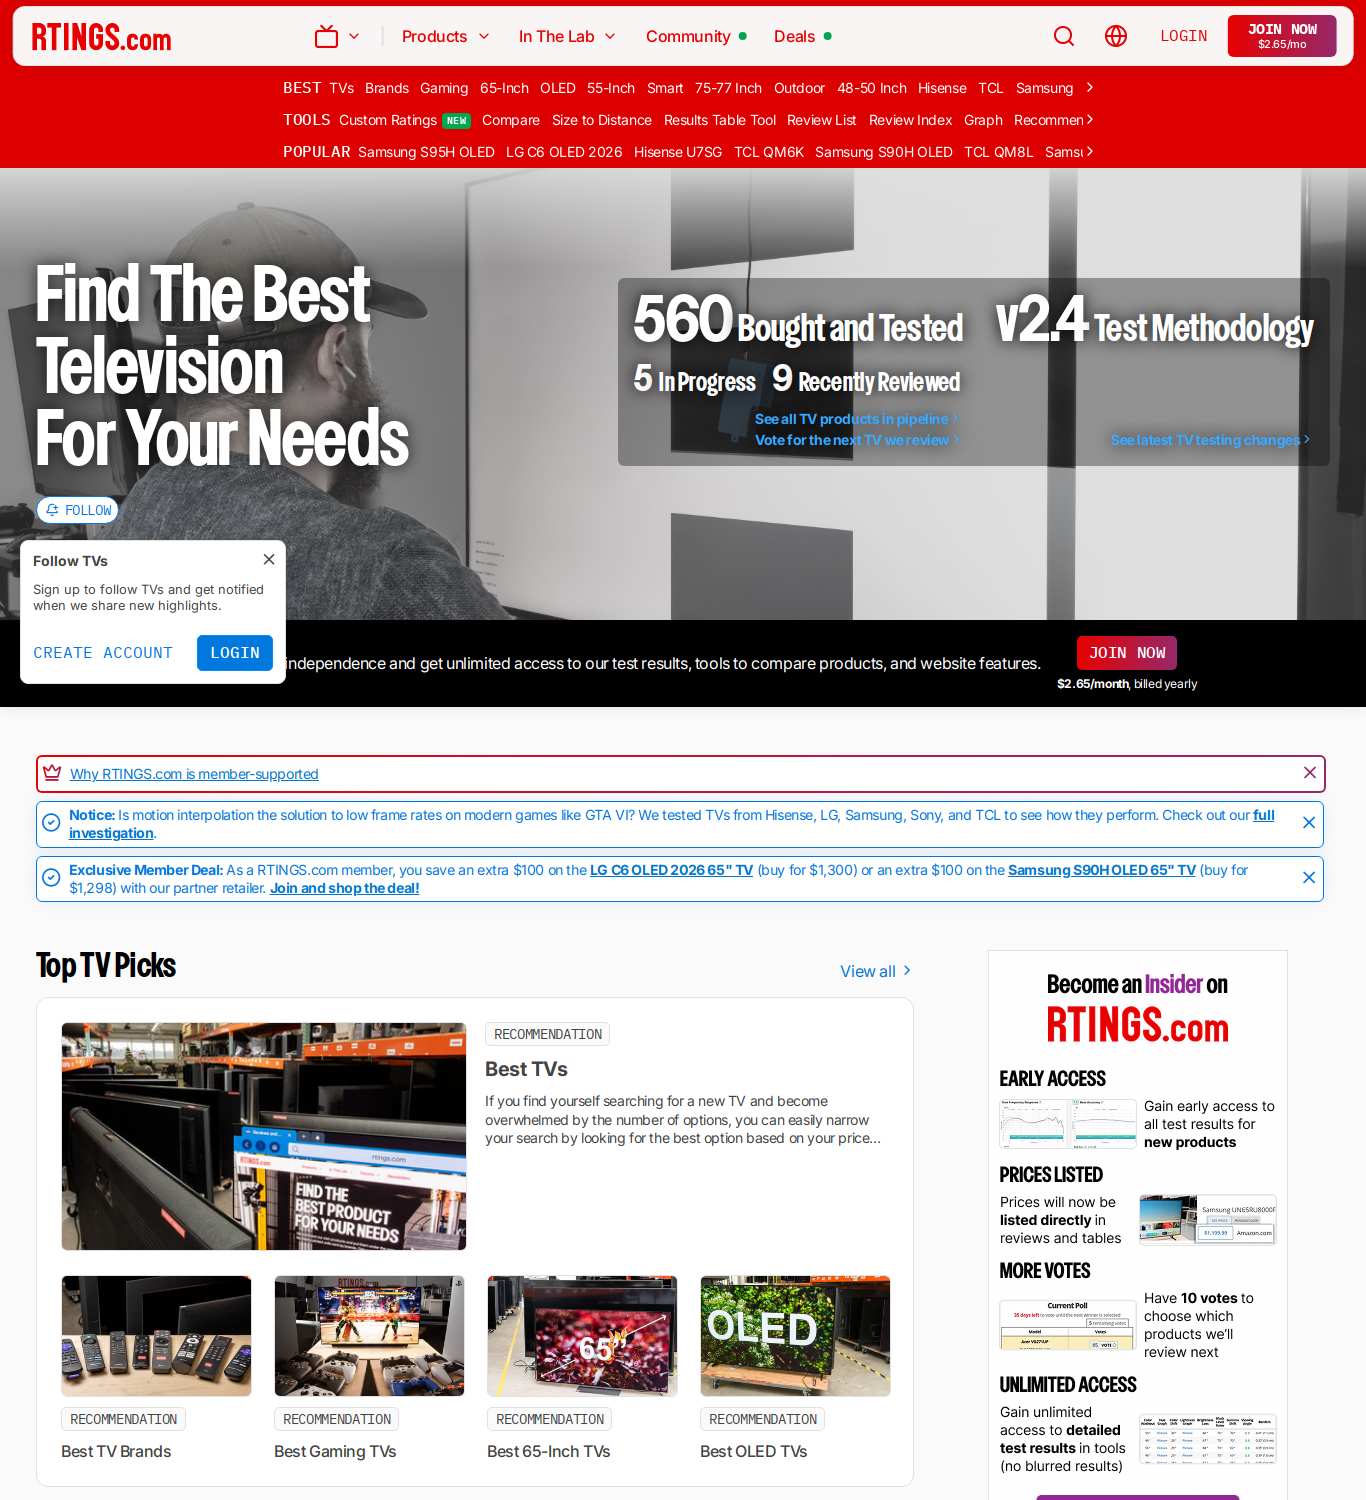 RTINGS.com
Products
In The Lab
Community
Deals
LOGIN
JOIN NOW
$2.65/mo
BEST TVs Brands Gaming 65-Inch OLED 55-Inch Smart 75-77 Inch Outdoor 48-50 Inch Hisense TCL Samsung
TOOLS Custom Ratings NEW Compare Size to Distance Results Table Tool Review List Review Index Graph Recommen
POPULAR Samsung S95H OLED LG C6 OLED 2026 Hisense U7SG TCL QM6K Samsung S90H OLED TCL QM8L Samsu
Find The Best
Television
For Your Needs
560 Bought and Tested
v2.4 Test Methodology
5 In Progress 9 Recently Reviewed
See all TV products in pipeline
Vote for the next TV we review
See latest TV testing changes
FOLLOW
Follow TVs
Sign up to follow TVs and get notified
when we share new highlights.
CREATE ACCOUNT
LOGIN
independence and get unlimited access to our test results, tools to compare products, and website features.
JOIN NOW
$2.65/month, billed yearly
Why RTINGS.com is member-supported
Notice: Is motion interpolation the solution to low frame rates on modern games like GTA VI? We tested TVs from Hisense, LG, Samsung, Sony, and TCL to see how they perform. Check out our full
investigation.
Exclusive Member Deal: As a RTINGS.com member, you save an extra $100 on the LG C6 OLED 2026 65" TV (buy for $1,300) or an extra $100 on the Samsung S90H OLED 65" TV (buy for
$1,298) with our partner retailer. Join and shop the deal!
Top TV Picks
View all
rtings.com
FIND THE
BEST PRODUCT
FOR YOUR NEEDS
RECOMMENDATION
Best TVs
If you find yourself searching for a new TV and become
overwhelmed by the number of options, you can easily narrow
your search by looking for the best option based on your price...
RTINGS.com
65"
OLED
RECOMMENDATION
Best TV Brands
RECOMMENDATION
Best Gaming TVs
RECOMMENDATION
Best 65-Inch TVs
RECOMMENDATION
Best OLED TVs
Become an Insider on
RTINGS.com
EARLY ACCESS
Gain early access to
all test results for
new products
PRICES LISTED
Prices will now be
listed directly in
reviews and tables
Samsung UN65RU8000F
Amazon.com
$1,199.99 Amazon.com
MORE VOTES
Current Poll
Model Votes
Have 10 votes to
choose which
products we'll
review next
UNLIMITED ACCESS
Gain unlimited
access to detailed
test results in tools
(no blurred results)